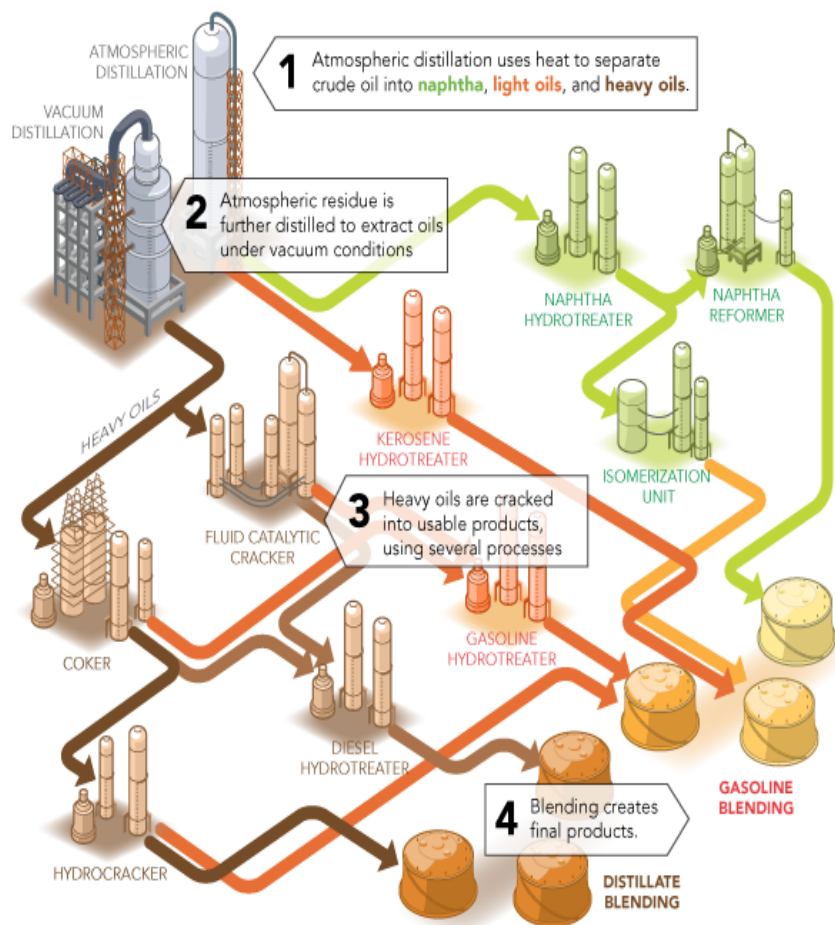 ATMOSPHERIC
DISTILLATION
1
Atmospheric distillation uses heat to separate
crude oil into naphtha, light oils, and heavy oils.
VACUUM
DISTILLATION
2
Atmospheric residue is
further distilled to extract oils
under vacuum conditions
NAPHTHA
HYDROTREATER
NAPHTHA
REFORMER
HEAVY OILS
KEROSENE
HYDROTREATER
ISOMERIZATION
UNIT
FLUID CATALYTIC
CRACKER
3
Heavy oils are cracked
into usable products,
using several processes
COKER
GASOLINE
HYDROTREATER
DIESEL
HYDROTREATER
GASOLINE
BLENDING
4
Blending creates
final products.
HYDROCRACKER
DISTILLATE
BLENDING